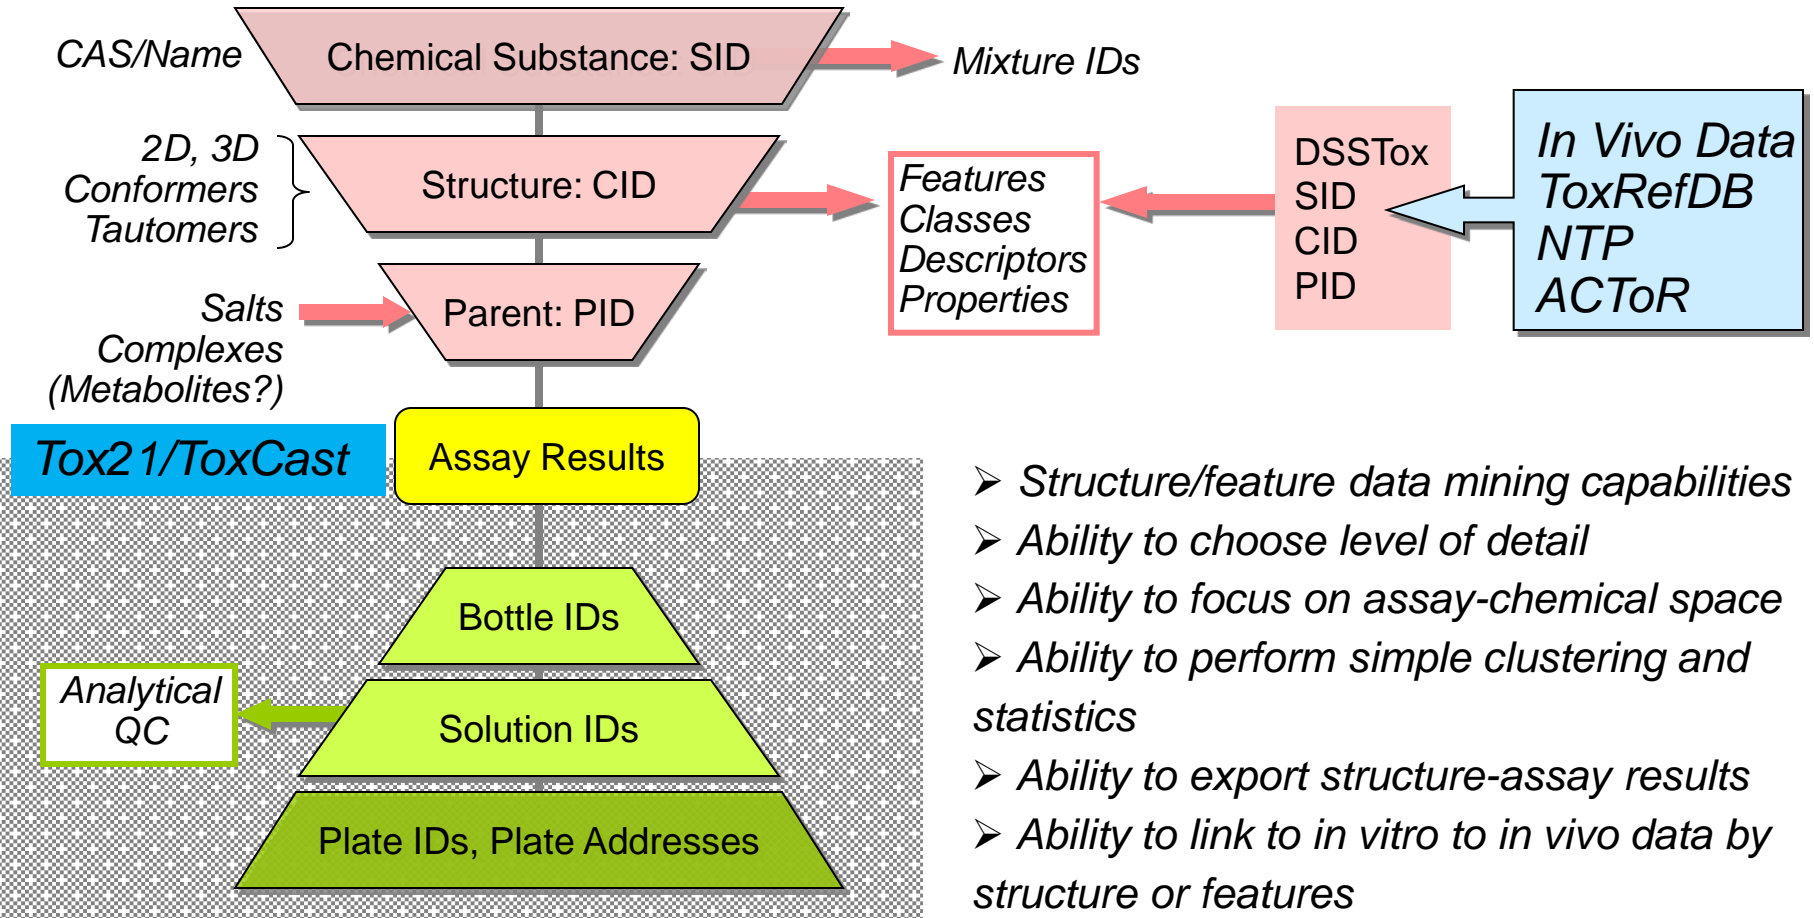 CAS/Name
Chemical Substance: SID
Mixture IDs
2D, 3D
Conformers
Tautomers
Structure: CID
Features
Classes
Descriptors
Properties
DSSTox
SID
CID
PID
In Vivo Data
ToxRefDB
NTP
ACToR
Salts
Complexes
(Metabolites?)
Parent: PID
Tox21/ToxCast
Assay Results
Bottle IDs
Analytical
QC
Solution IDs
Plate IDs, Plate Addresses
➢ Structure/feature data mining capabilities
➢ Ability to choose level of detail
➢ Ability to focus on assay-chemical space
➢ Ability to perform simple clustering and
statistics
➢ Ability to export structure-assay results
➢ Ability to link to in vitro to in vivo data by
structure or features